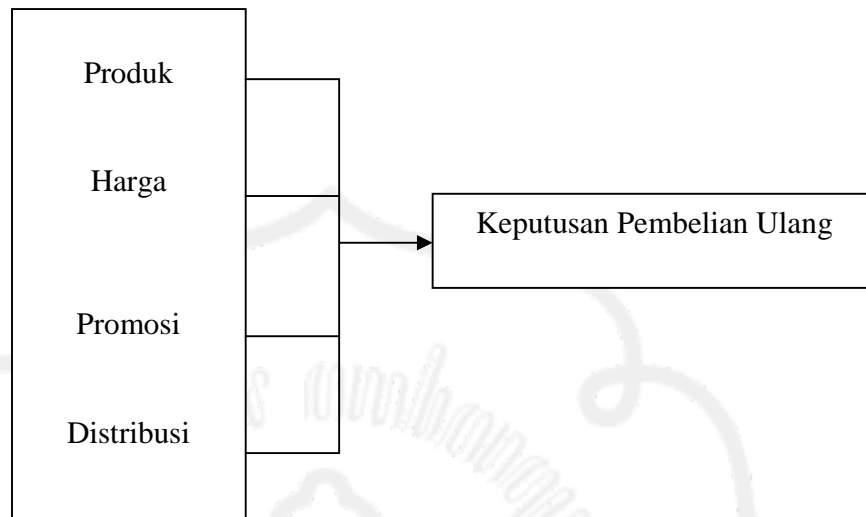 Produk
Harga
Promosi
Distribusi
Keputusan Pembelian Ulang